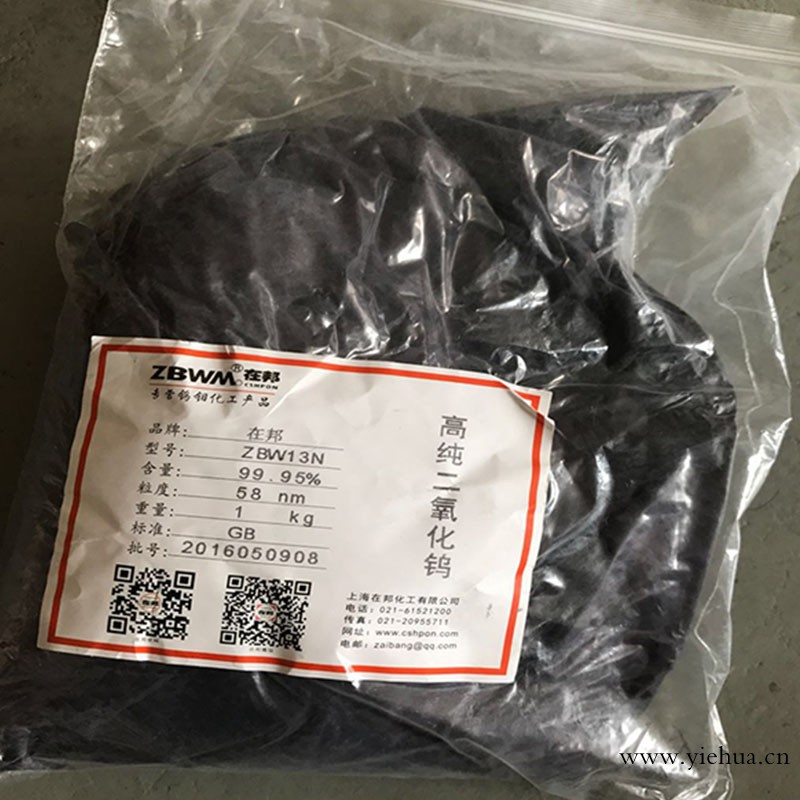 ZBWM® 在邦
CSHPON
专营钨钼化工产品
品牌: 在邦
型号: ZBW13N
含量: 99.95%
粒度: 58 nm
重量: 1 kg
标准: GB
批号: 2016050908
高纯二氧化钨
上海在邦化工有限公司
电话:021-61521200
传真:021-20955711
网址:www.cshpon.com
电邮:zaibang@qq.com
www.yiehua.cn